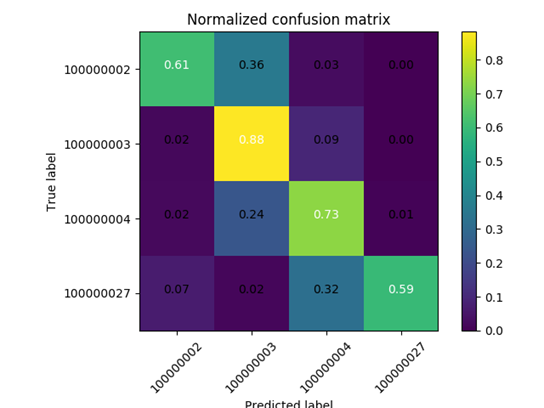 Normalized confusion matrix
100000002 0.61 0.36 0.03 0.00
100000003 0.02 0.88 0.09 0.00
100000004 0.02 0.24 0.73 0.01
100000027 0.07 0.02 0.32 0.59
True label
100000002 100000003 100000004 100000027
Predicted label
0.8
0.7
0.6
0.5
0.4
0.3
0.2
0.1
0.0